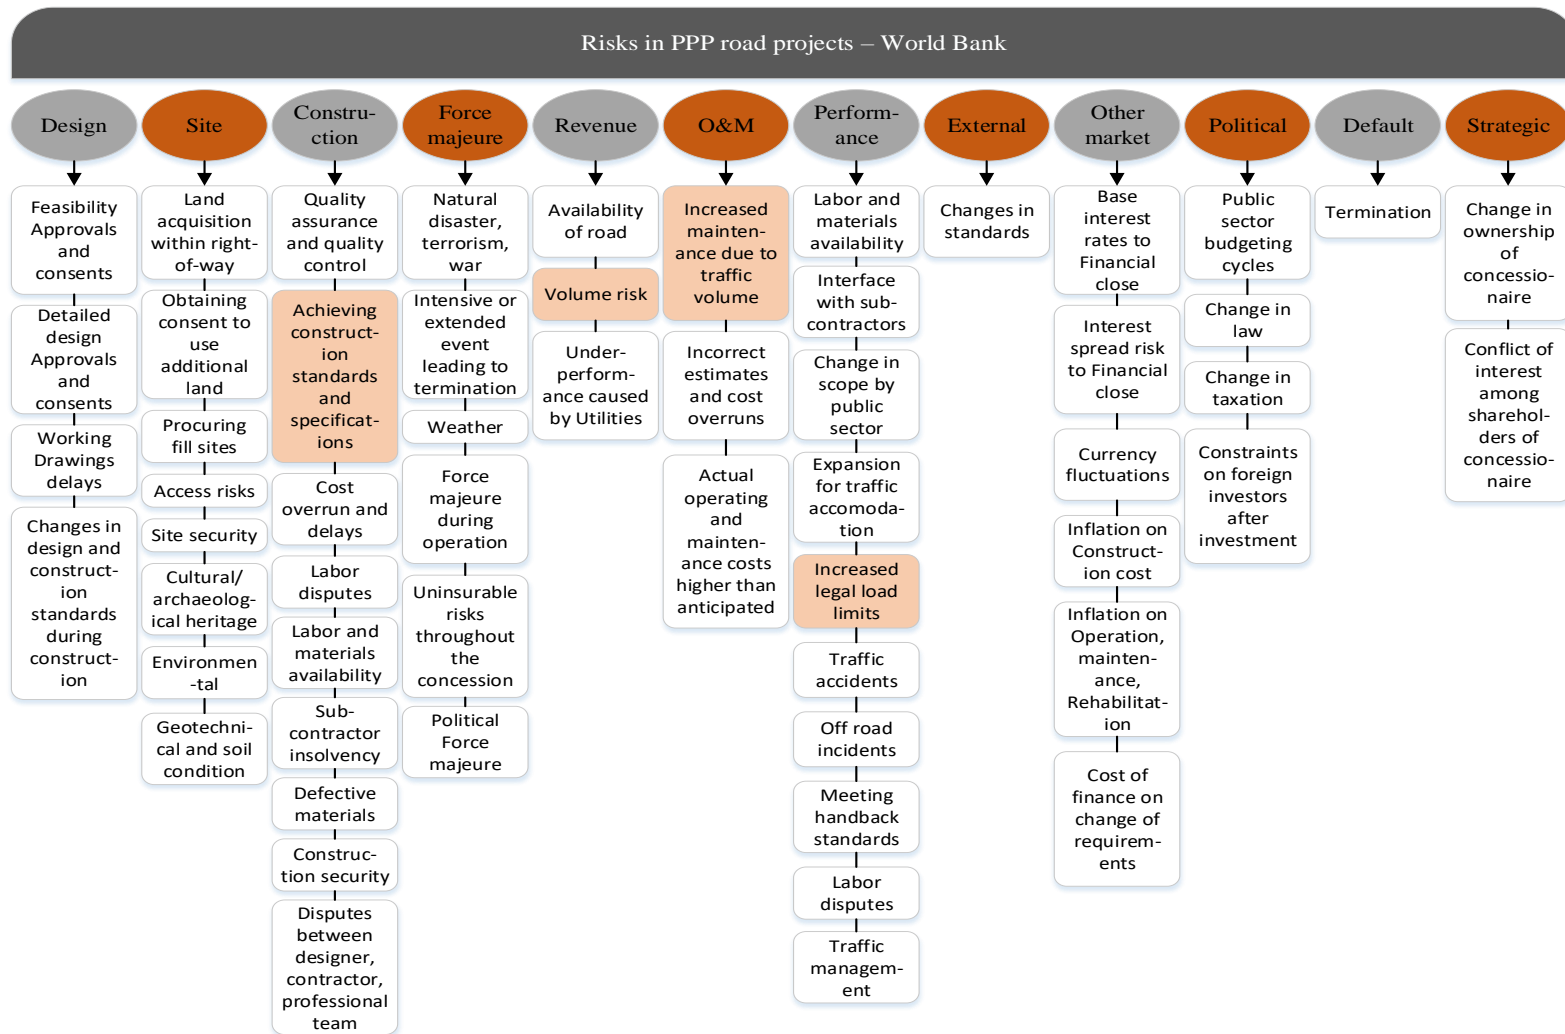 Risks in PPP road projects – World Bank
Design
Feasibility
Approvals
and
consents
Detailed
design
Approvals
and
consents
Working
Drawings
delays
Changes in
design and
construct-
ion
standards
during
construct-
ion
Site
Land
acquisition
within right-
of-way
Obtaining
consent to
use
additional
land
Procuring
fill sites
Access risks
Site security
Cultural/
archaeolog-
ical heritage
Environmen-
-tal
Geotechni-
cal and soil
condition
Constru-
ction
Quality
assurance
and quality
control
Achieving
construct-
ion
standards
and
specificat-
ions
Cost
overrun and
delays
Labor
disputes
Labor and
materials
availability
Sub-
contractor
insolvency
Defective
materials
Construc-
tion security
Disputes
between
designer,
contractor,
professional
team
Force
majeure
Natural
disaster,
terrorism,
war
Intensive or
extended
event
leading to
termination
Weather
Force
majeure
during
operation
Uninsurable
risks
throughout
the
concession
Political
Force
majeure
Revenue
Availability
of road
Volume risk
Under-
perform-
ance caused
by Utilities
O&M
Increased
mainten-
ance due to
traffic
volume
Incorrect
estimates
and cost
overruns
Actual
operating
and
mainten-
ance costs
higher than
anticipated
Perform-
ance
Labor and
materials
availability
Interface
with sub-
contractors
Change in
scope by
public
sector
Expansion
for traffic
accomoda-
tion
Increased
legal load
limits
Traffic
accidents
Off road
incidents
Meeting
handback
standards
Labor
disputes
Traffic
managem-
ent
External
Changes in
standards
Other
market
Base
interest
rates to
Financial
close
Interest
spread risk
to Financial
close
Currency
fluctuations
Inflation on
Construct-
ion cost
Inflation on
Operation,
mainten-
ance,
Rehabilitat-
ion
Cost of
finance on
change of
requirem-
ents
Political
Public
sector
budgeting
cycles
Change in
law
Change in
taxation
Constraints
on foreign
investors
after
investment
Default
Termination
Strategic
Change in
ownership
of
concessio-
naire
Conflict of
interest
among
sharehol-
ders of
concessio-
naire